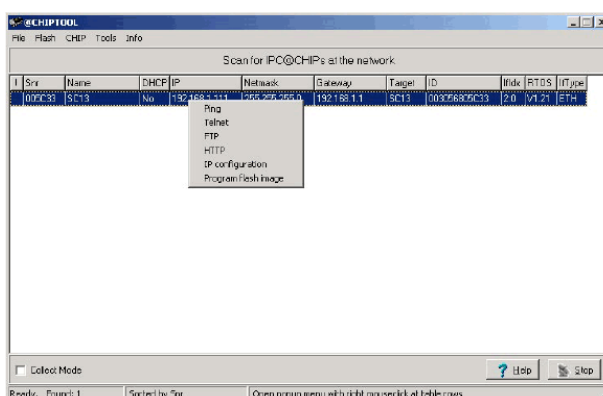 @CHIPTOOL
File Flash CHIP Tools Info
Scan for IPC@CHIPs at the network
! Snr Name DHCP IP Netmask Gateway Target ID IfIdx RTOS IfType
005C33 SC13 No 192.168.1.111 255.255.255.0 192.168.1.1 SC13 003056805C33 2.0 V1.21 ETH
Ping
Telnet
FTP
HTTP
IP configuration
Program flash image
Collect Mode
? Help
Stop
Ready. Found: 1 Sorted by Snr Open popup menu with right mouseclick at table rows